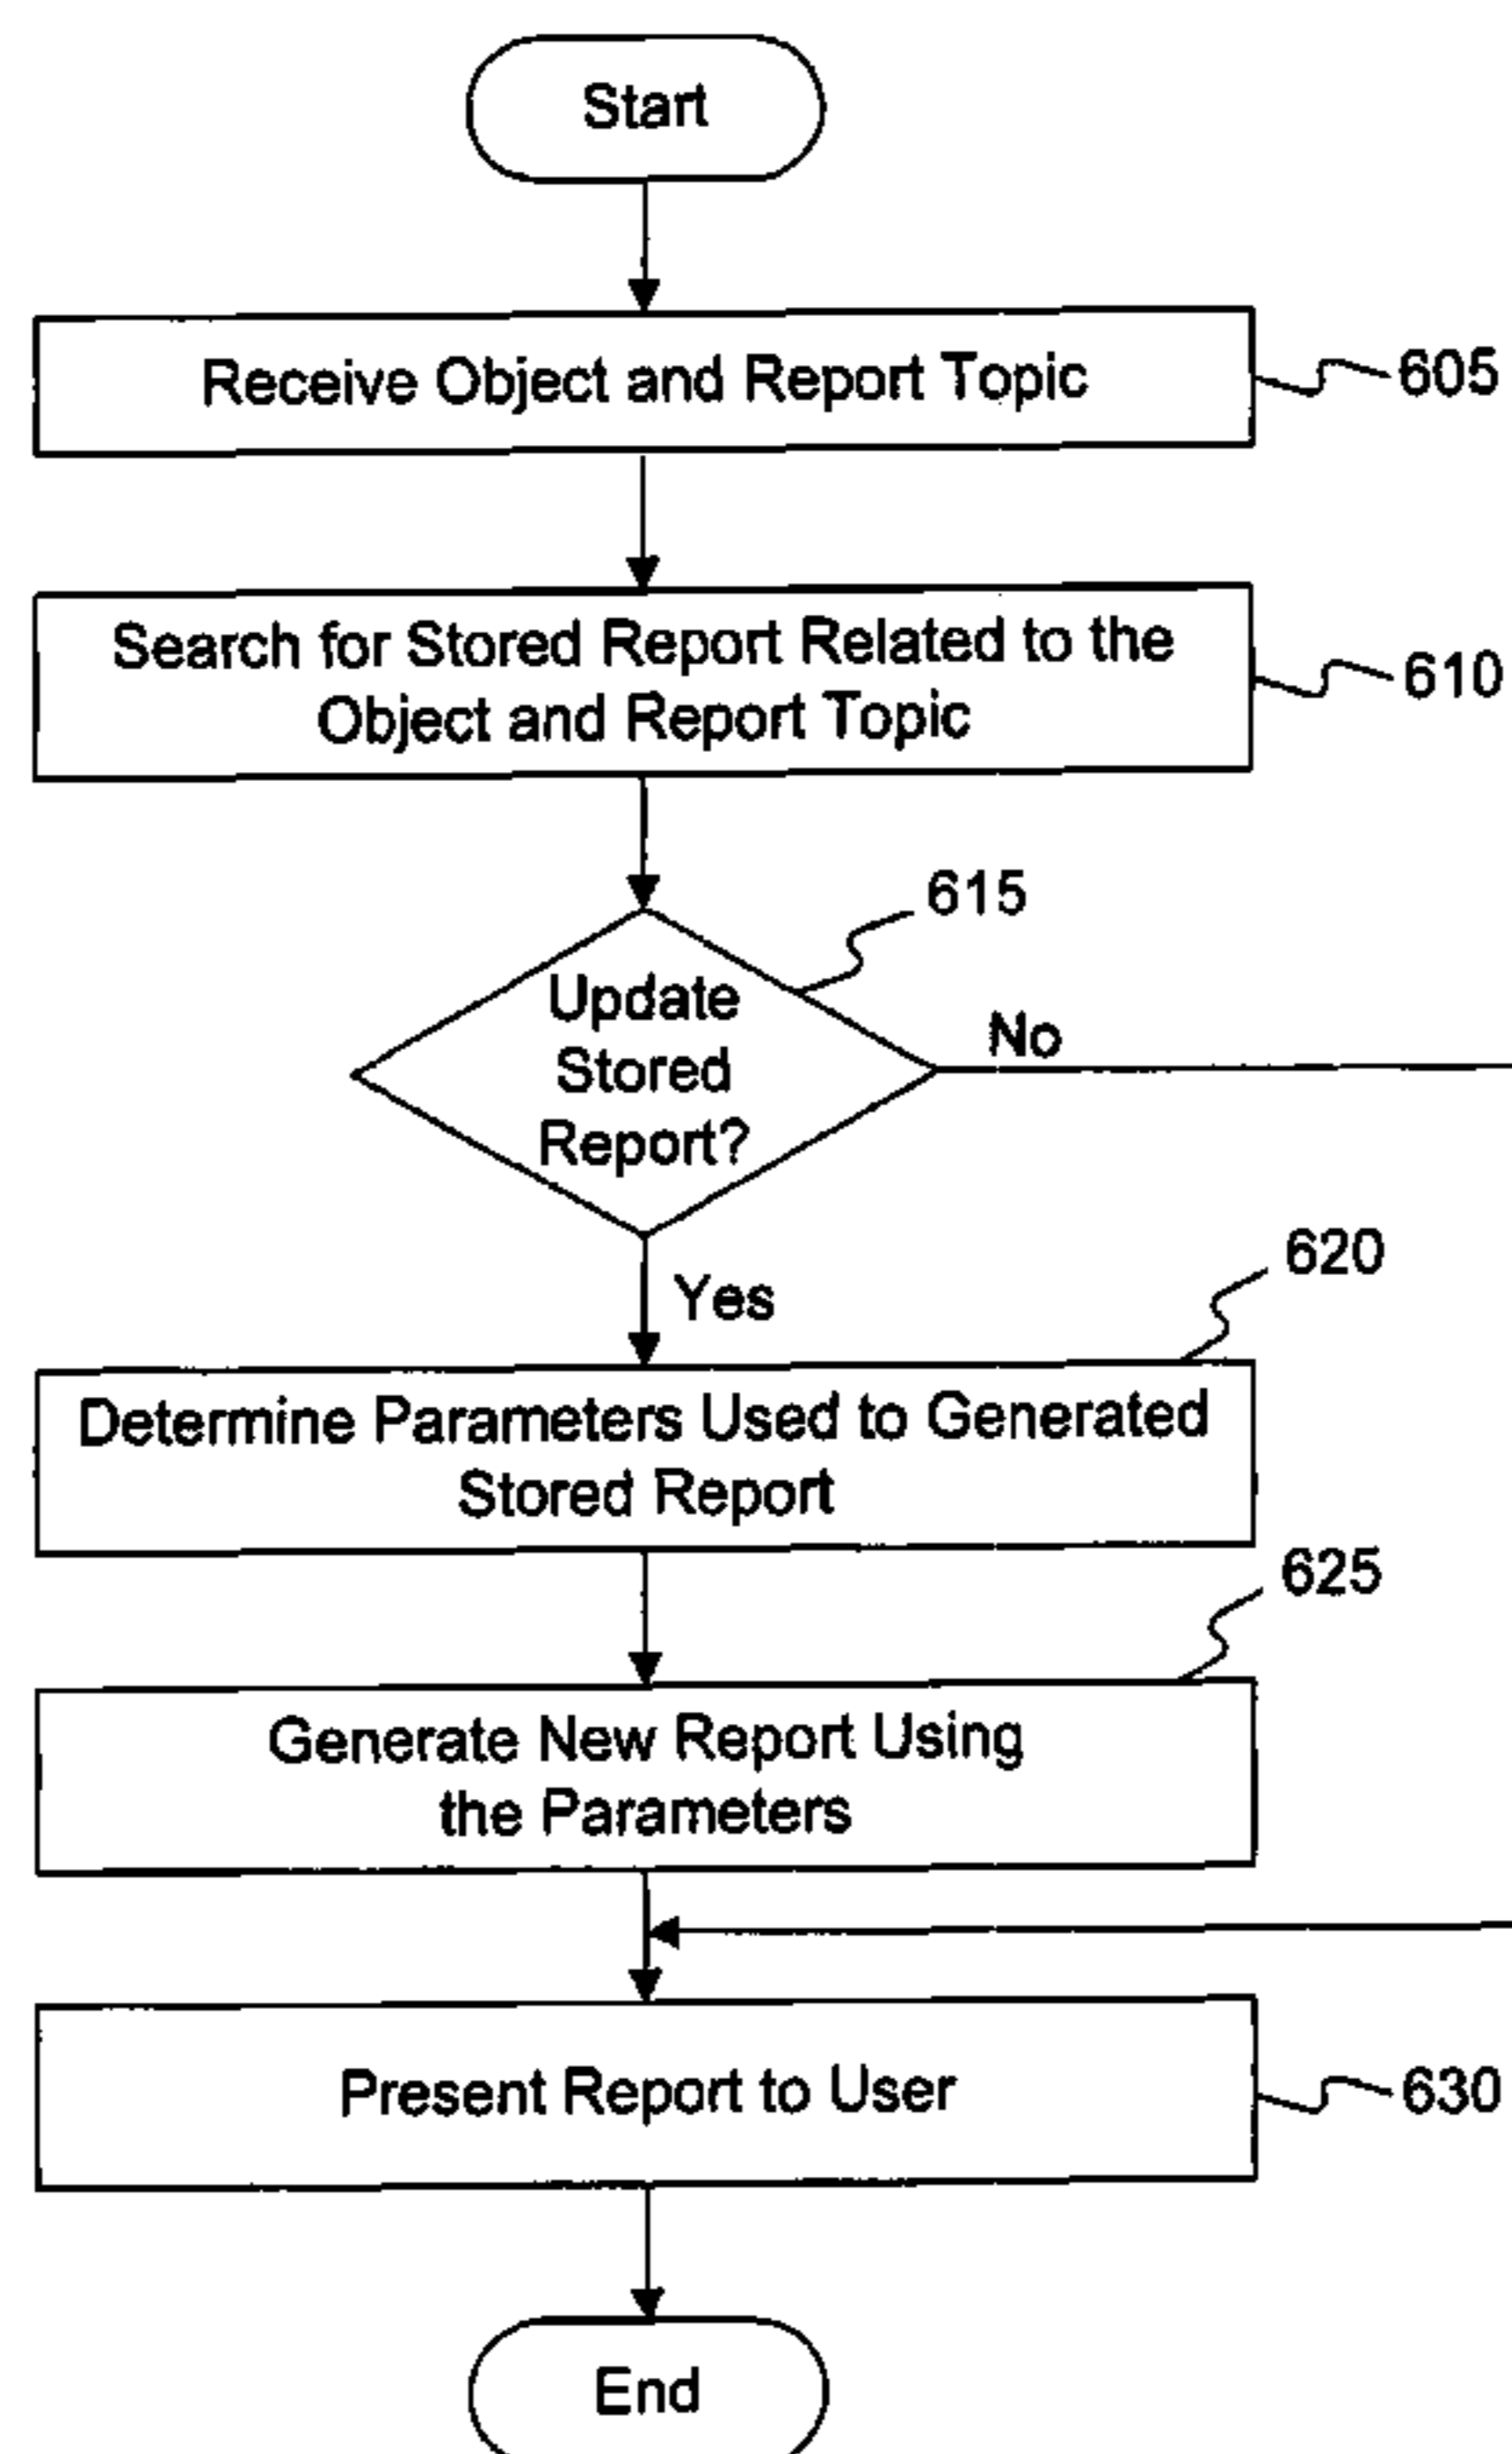 Start
Receive Object and Report Topic
605
Search for Stored Report Related to the
Object and Report Topic
610
615
Update
Stored
Report?
No
Yes
620
Determine Parameters Used to Generated
Stored Report
625
Generate New Report Using
the Parameters
Present Report to User
630
End